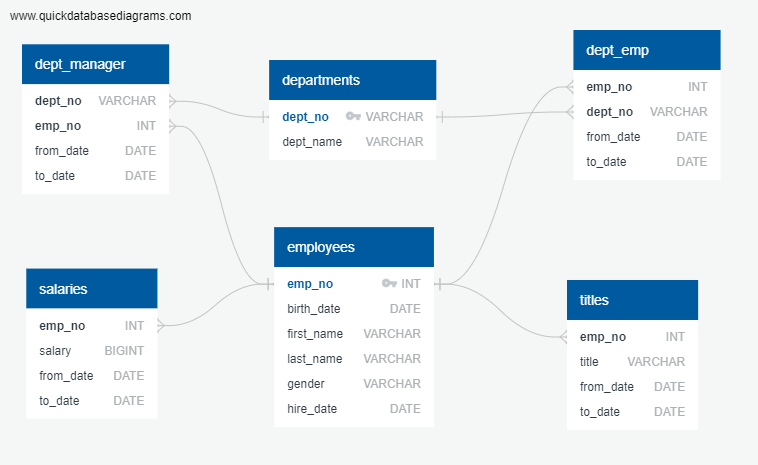 www.quickdatabasediagrams.com
dept_manager
dept_no VARCHAR
emp_no INT
from_date DATE
to_date DATE
departments
dept_no VARCHAR
dept_name VARCHAR
dept_emp
emp_no INT
dept_no VARCHAR
from_date DATE
to_date DATE
salaries
emp_no INT
salary BIGINT
from_date DATE
to_date DATE
employees
emp_no INT
birth_date DATE
first_name VARCHAR
last_name VARCHAR
gender VARCHAR
hire_date DATE
titles
emp_no INT
title VARCHAR
from_date DATE
to_date DATE